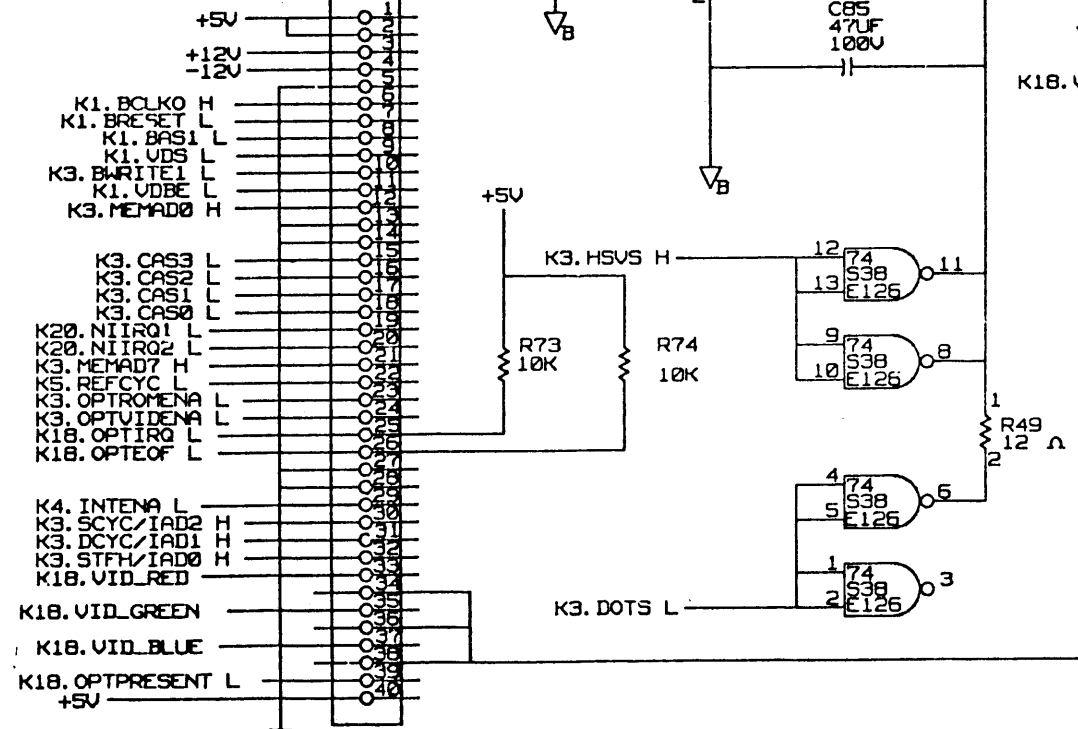 +5V
+12V
-12V
K1.BCLKO H
K1.BRESET L
K1.BAS1 L
K1.VDS L
K3.BWRITE1 L
K1.VDBE L
K3.MEMAD0 H
K3.CAS3 L
K3.CAS2 L
K3.CAS1 L
K3.CAS0 L
K20.NIIRQ1 L
K20.NIIRQ2 L
K3.MEMAD7 H
K5.REFCYC L
K3.OPTROMENA L
K3.OPTVIDENA L
K18.OPTIRQ L
K18.OPTEOF L
K4.INTENA L
K3.SCYC/IAD2 H
K3.DCYC/IAD1 H
K3.STFH/IAD0 H
K18.VID_RED
K18.VID_GREEN
K18.VID_BLUE
K18.OPTPRESENT L
+5V
1
2
3
4
5
6
7
8
9
10
11
12
13
14
15
16
17
18
19
20
21
22
23
24
25
26
27
28
29
30
31
32
33
34
35
36
37
38
39
40
B
C85
47UF
100V
B
+5V
R73
10K
R74
10K
K3.HSVS H
12
13
74
S38
E126
11
9
10
74
S38
E126
8
1
R49
12 Ω
2
4
5
74
S38
E126
6
K3.DOTS L
1
2
74
S38
E126
3